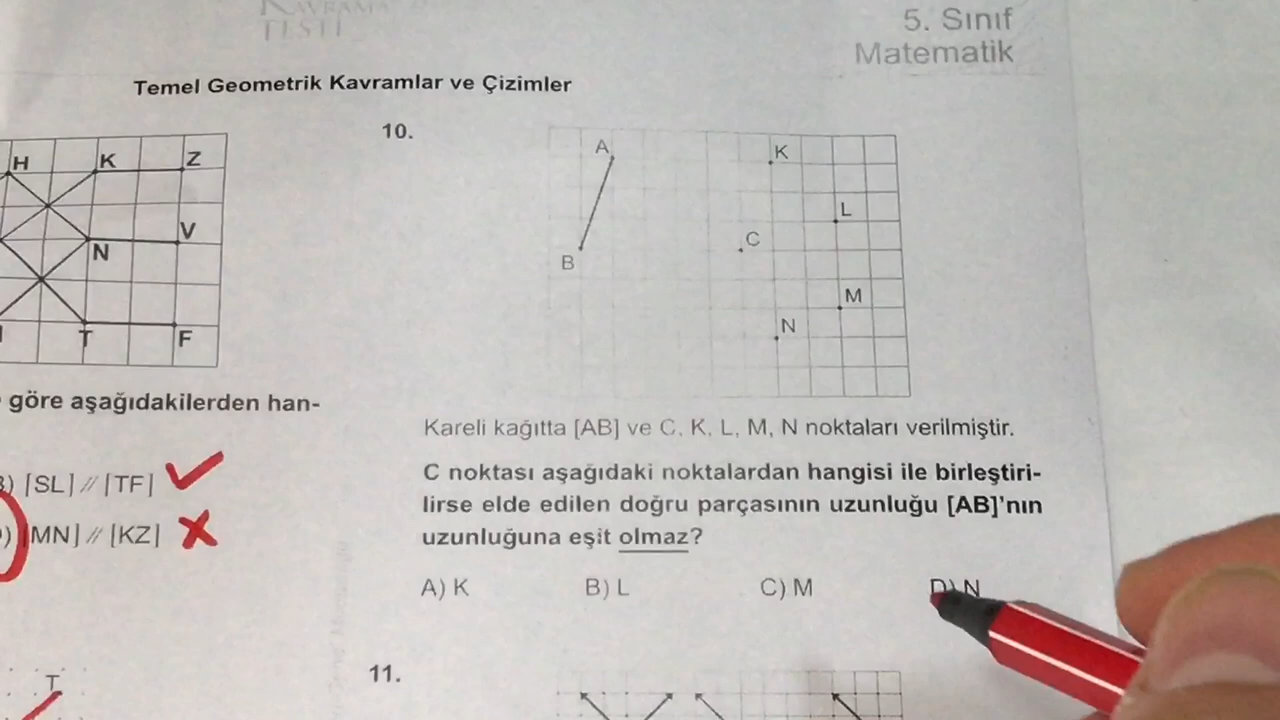 KAVRAMA
TESTİ
5. Sınıf
Matematik
Temel Geometrik Kavramlar ve Çizimler
H K Z
N V
T F
göre aşağıdakilerden han-
B) [SL] // [TF]
[MN] // [KZ]
T
10.
A
K
L
C
B
M
N
Kareli kağıtta [AB] ve C, K, L, M, N noktaları verilmiştir.
C noktası aşağıdaki noktalardan hangisi ile birleştiri-
lirse elde edilen doğru parçasının uzunluğu [AB]'nın
uzunluğuna eşit olmaz?
A) K B) L C) M D) N
11.